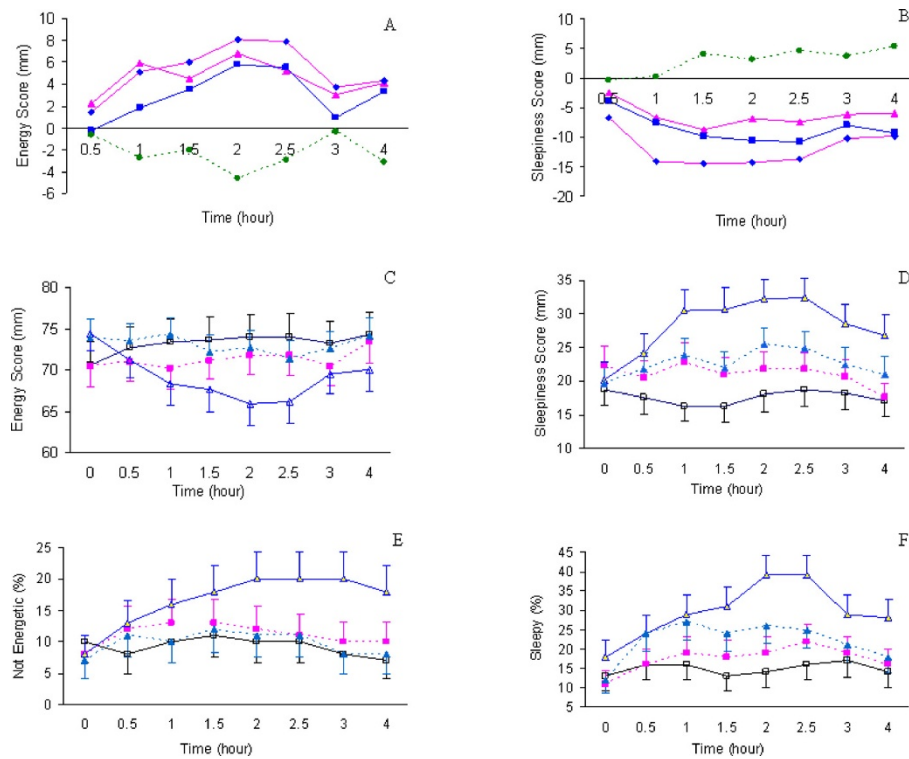 A
Energy Score (mm)
10
8
6
4
2
0
-2
-4
-6
0.5 1 1.5 2 2.5 3 4
Time (hour)
B
Sleepiness Score (mm)
10
5
0
-5
-10
-15
-20
0.5 1 1.5 2 2.5 3 4
Time (hour)
C
Energy Score (mm)
80
75
70
65
60
0 0.5 1 1.5 2 2.5 3 4
Time (hour)
D
Sleepiness Score (mm)
35
30
25
20
15
10
0 0.5 1 1.5 2 2.5 3 4
Time (hour)
E
Not Energetic (%)
25
20
15
10
5
0
0 0.5 1 1.5 2 2.5 3 4
Time (hour)
F
Sleepy (%)
45
40
35
30
25
20
15
10
5
0 0.5 1 1.5 2 2.5 3 4
Time (hour)